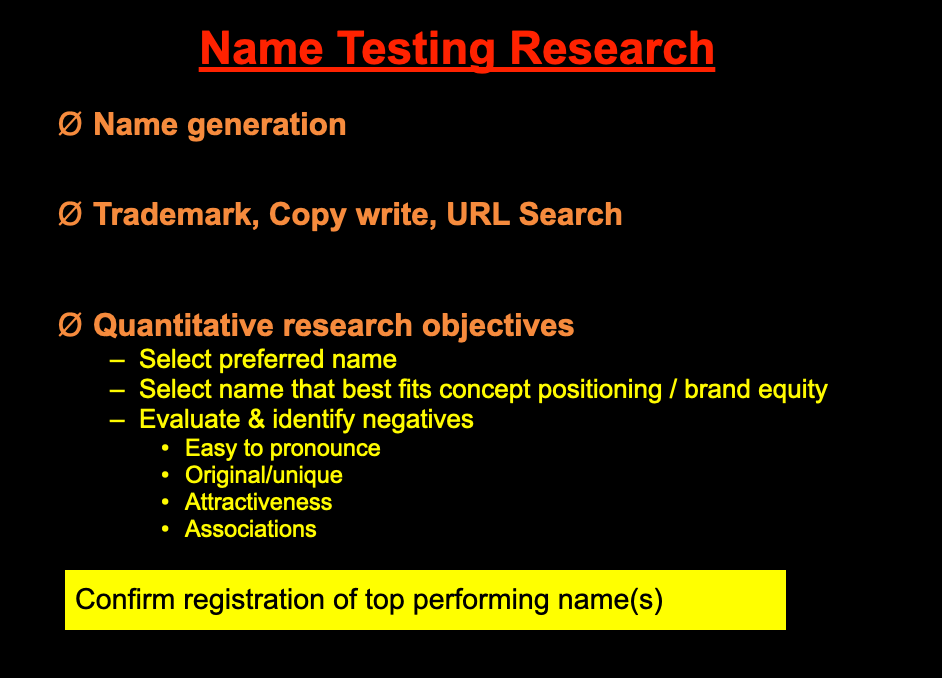 Name Testing Research
Ø Name generation
Ø Trademark, Copy write, URL Search
Ø Quantitative research objectives
– Select preferred name
– Select name that best fits concept positioning / brand equity
– Evaluate & identify negatives
• Easy to pronounce
• Original/unique
• Attractiveness
• Associations
Confirm registration of top performing name(s)